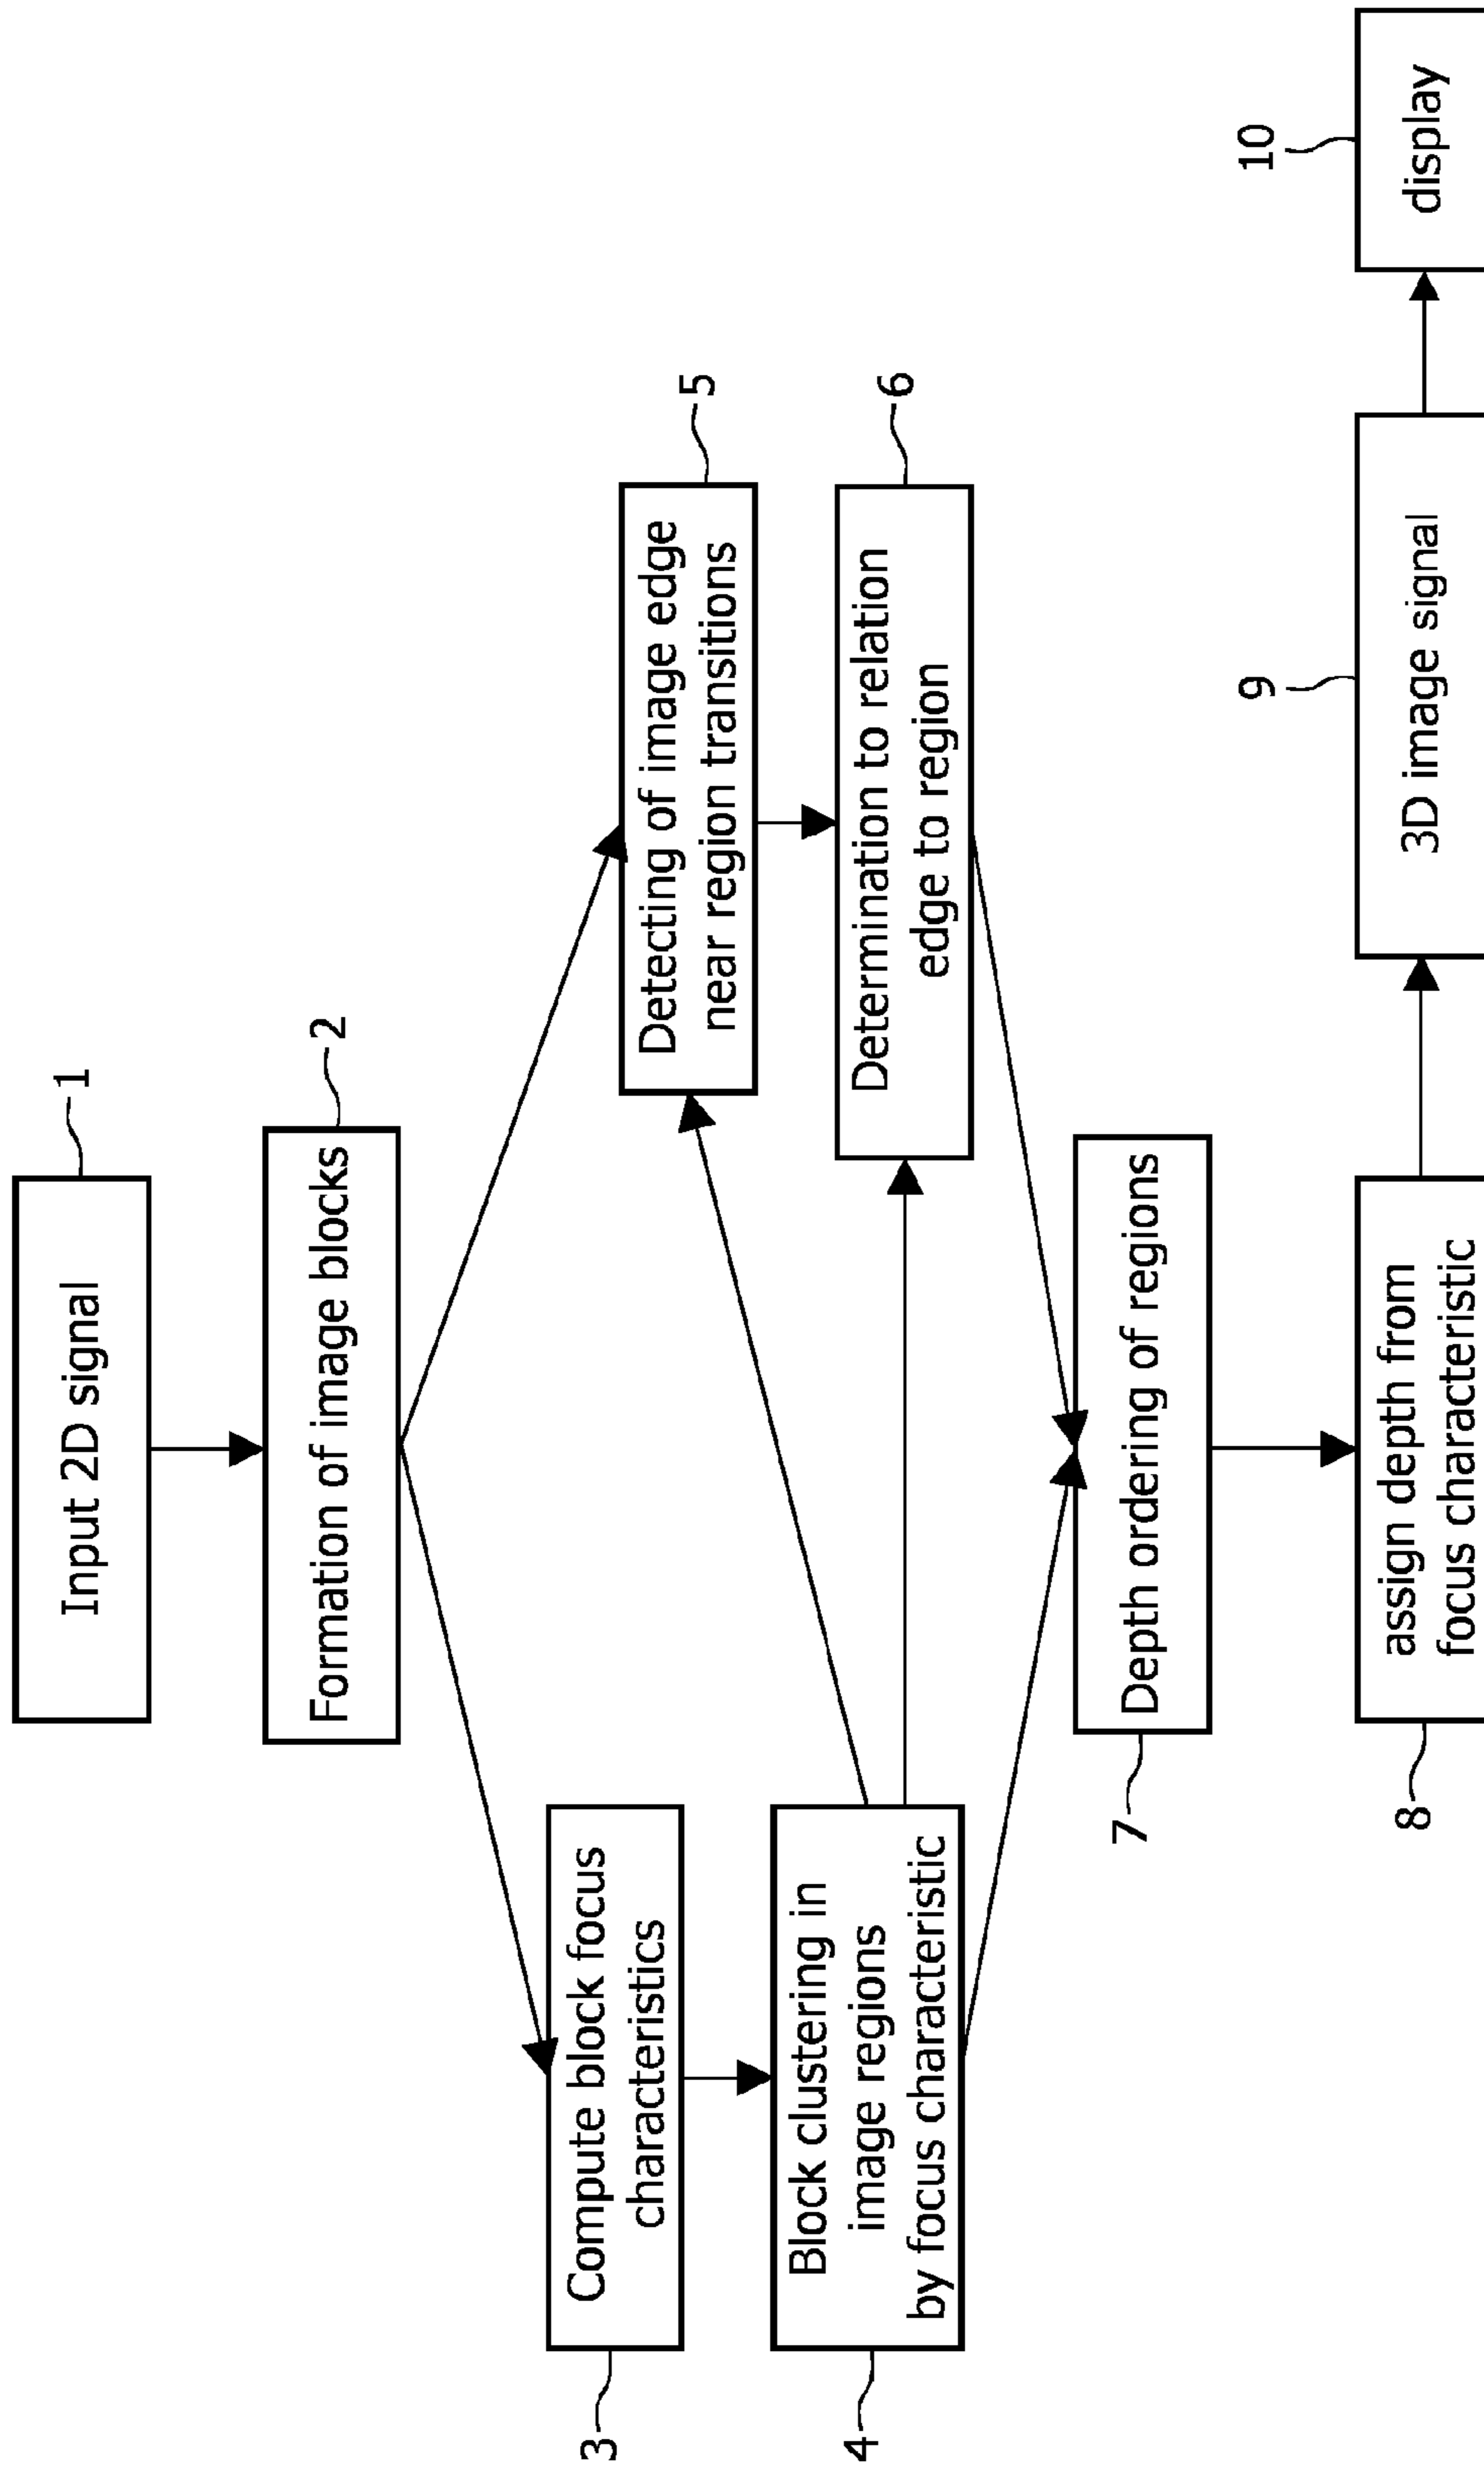 Input 2D signal
1
Formation of image blocks
2
Compute block focus
characteristics
3
Detecting of image edge
near region transitions
5
Block clustering in
image regions
by focus characteristic
4
Determination to relation
edge to region
6
Depth ordering of regions
7
assign depth from
focus characteristic
8
3D image signal
9
display
10